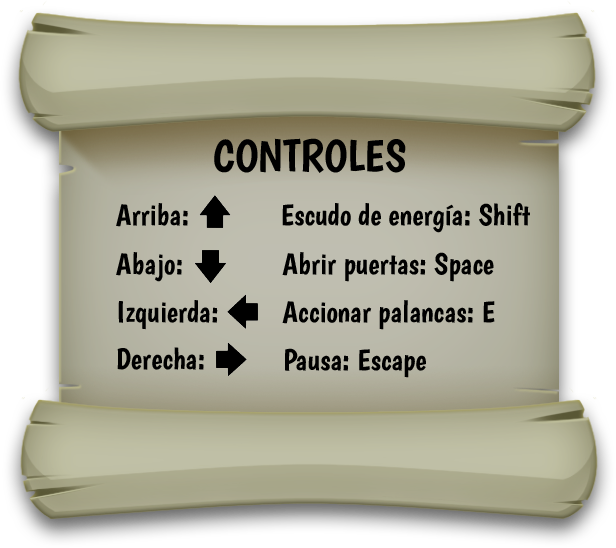 CONTROLES
Arriba:
Abajo:
Izquierda:
Derecha:
Escudo de energía: Shift
Abrir puertas: Space
Accionar palancas: E
Pausa: Escape